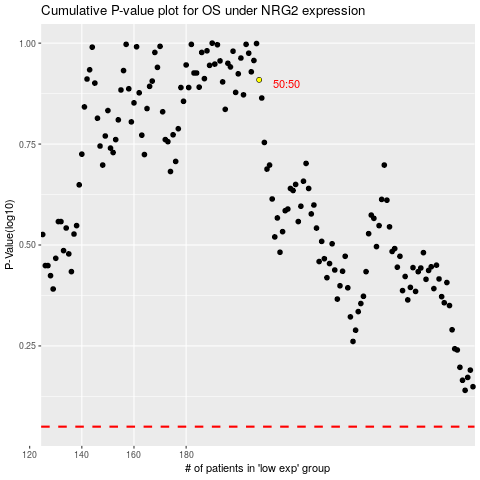 Cumulative P-value plot for OS under NRG2 expression
P-Value(log10)
1.00
0.75
0.50
0.25
50:50
120 140 160 180
# of patients in 'low exp' group